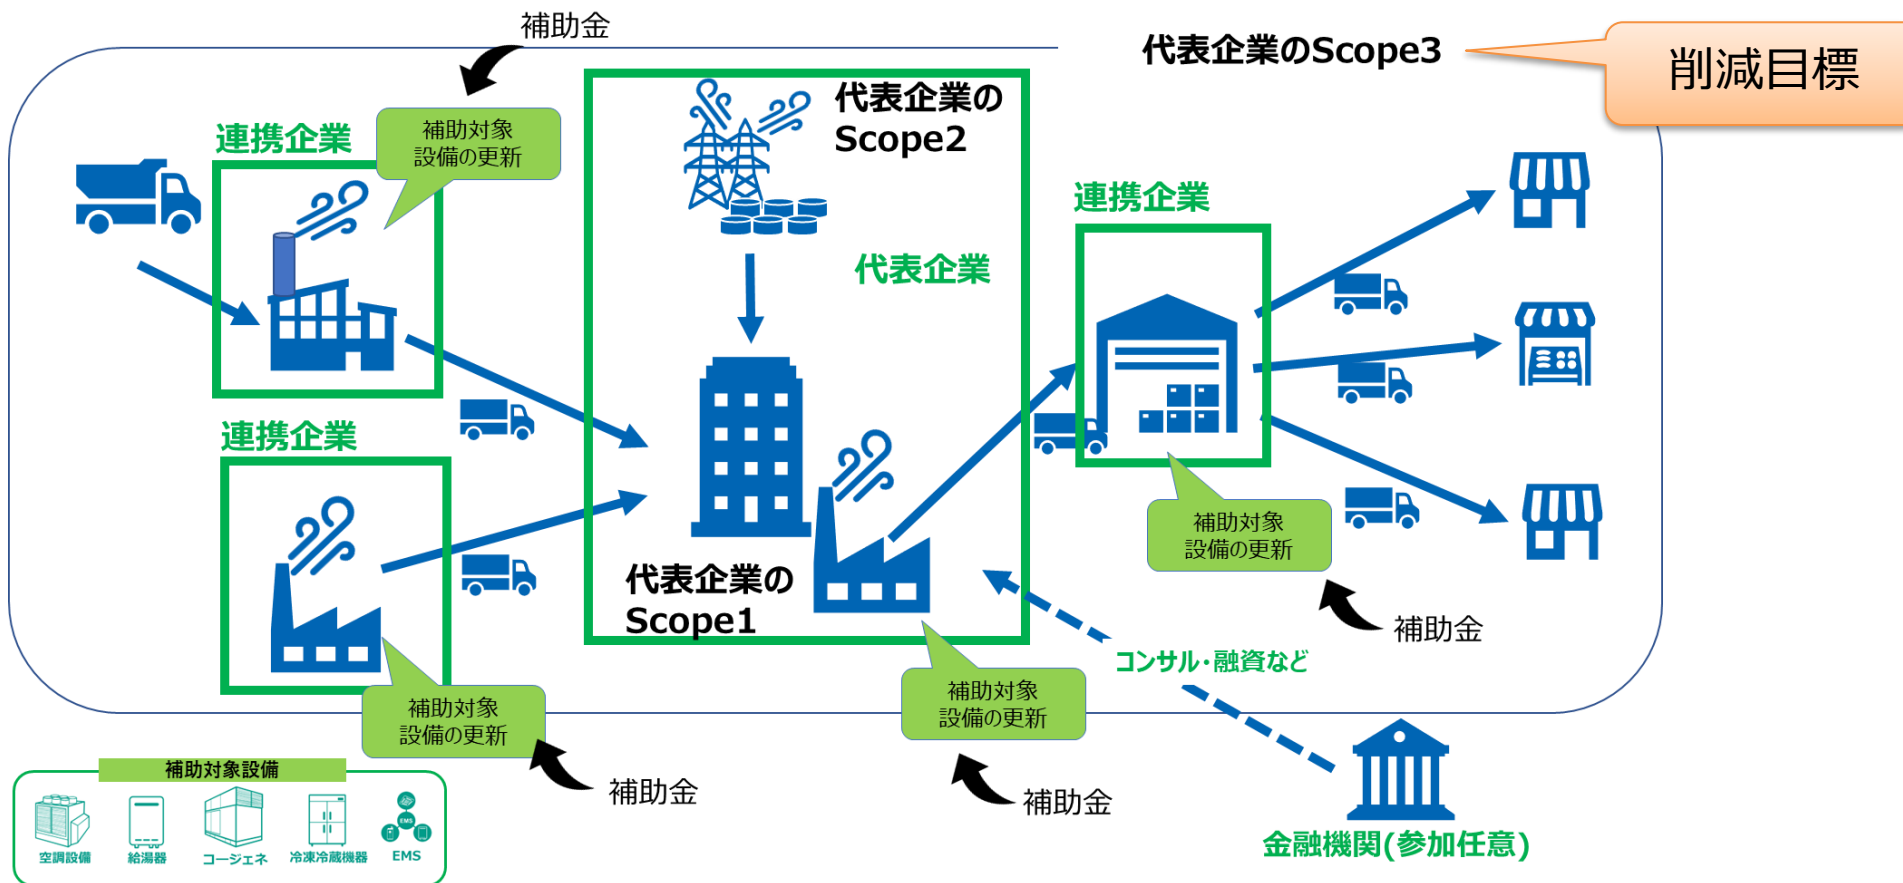 補助金
代表企業のScope3
削減目標
連携企業
補助対象
設備の更新
代表企業の
Scope2
連携企業
代表企業
連携企業
補助対象
設備の更新
代表企業の
Scope1
補助金
コンサル・融資など
補助対象
設備の更新
補助対象
設備の更新
補助金
補助金
金融機関(参加任意)
補助対象設備
空調設備
給湯器
コージェネ
冷凍冷蔵機器
EMS
EMS